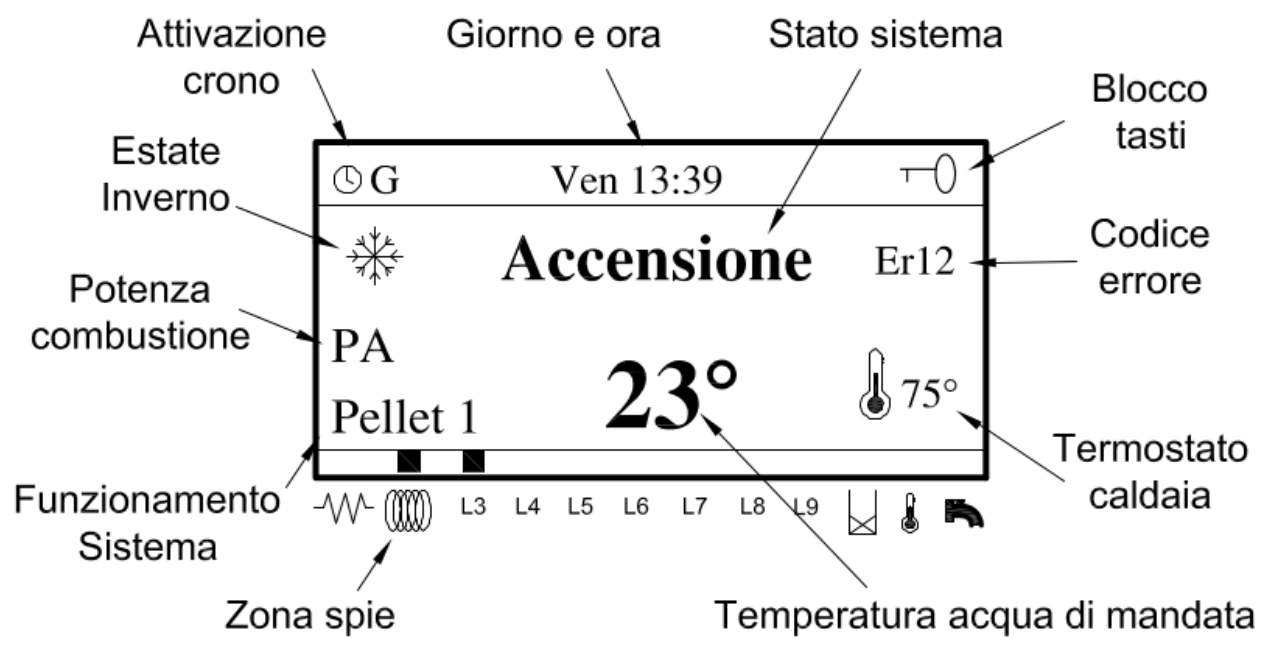 Attivazione
crono
Giorno e ora
Stato sistema
Blocco
tasti
Estate
Inverno
G
Ven 13:39
Accensione
Er12
Codice
errore
Potenza
combustione
PA
23°
75°
Pellet 1
Termostato
caldaia
Funzionamento
Sistema
L3 L4 L5 L6 L7 L8 L9
Zona spie
Temperatura acqua di mandata